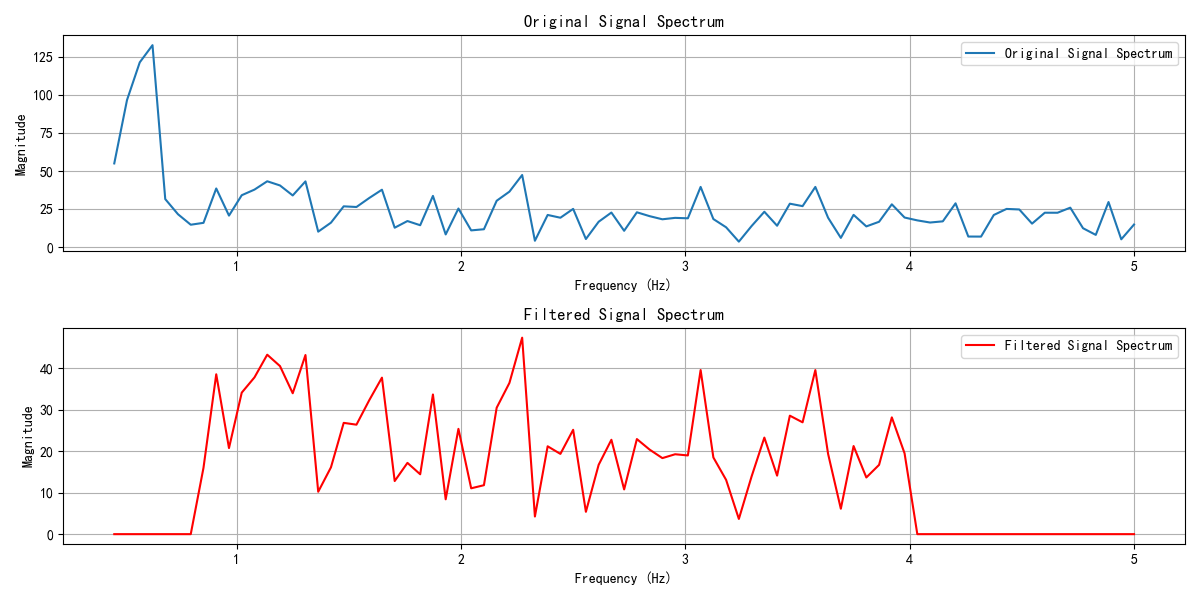 Original Signal Spectrum
Original Signal Spectrum
Magnitude
125
100
75
50
25
0
1 2 3 4 5
Frequency (Hz)
Filtered Signal Spectrum
Filtered Signal Spectrum
Magnitude
40
30
20
10
0
1 2 3 4 5
Frequency (Hz)